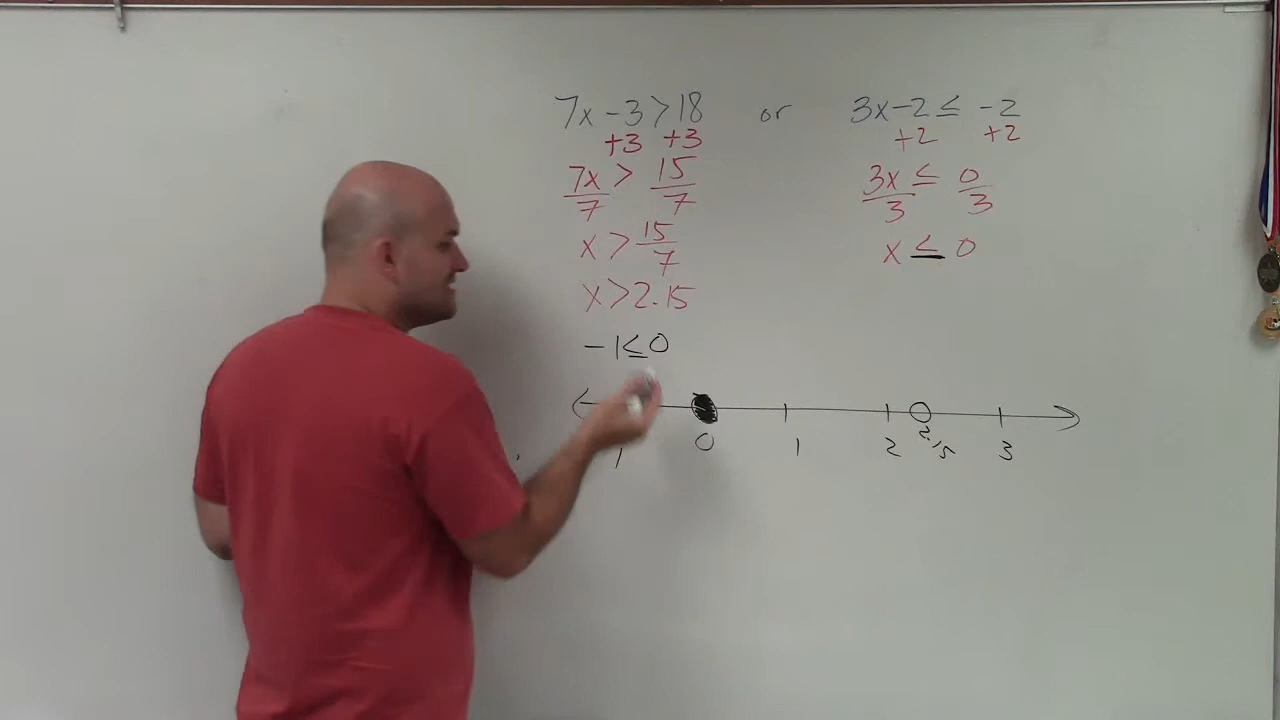 7x - 3 > 18 or 3x - 2 ≤ -2
+3 +3 +2 +2
7x/7 > 15/7 3x/3 ≤ 0/3
x > 15/7 x ≤ 0
x > 2.15
-1 ≤ 0
1 0 1 2 2.15 3